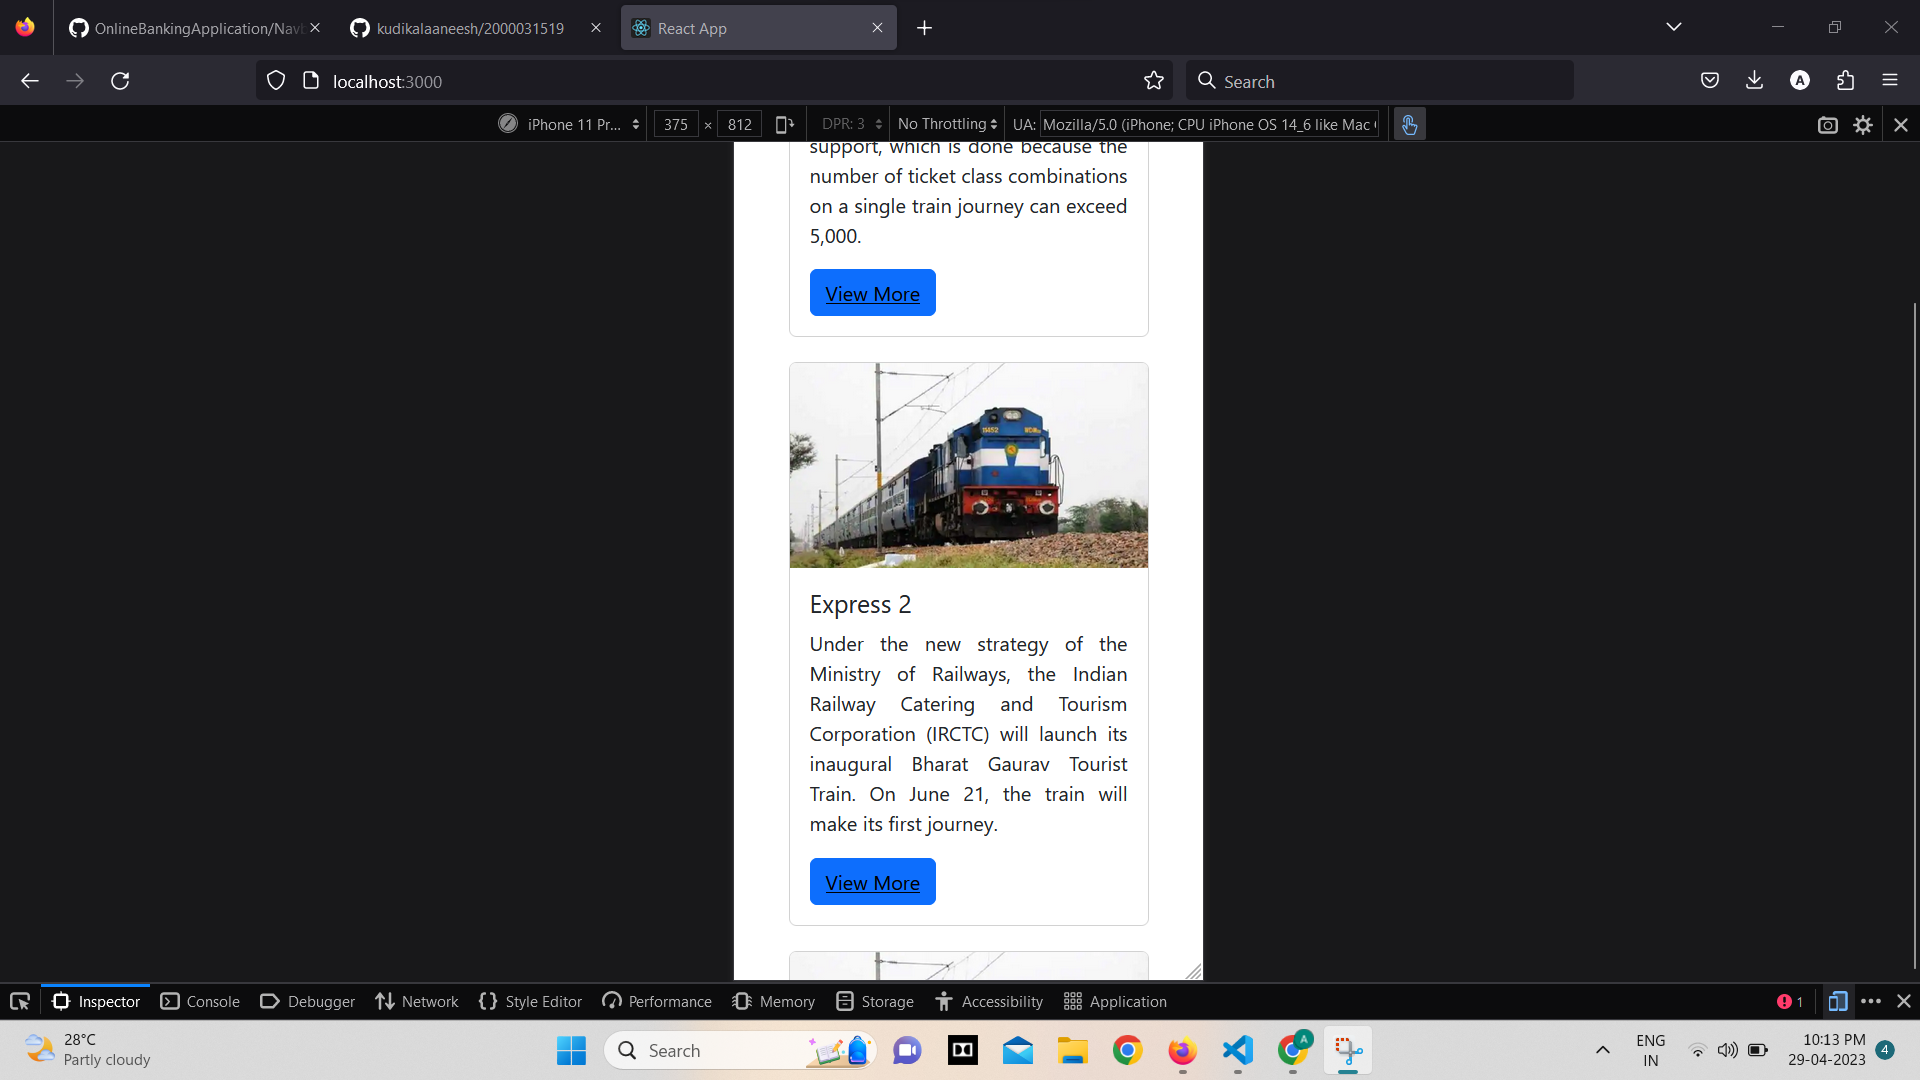 OnlineBankingApplication/Navb
kudikalaaneesh/2000031519
React App
localhost:3000
Search
iPhone 11 Pr...
375 × 812
DPR: 3
No Throttling
UA: Mozilla/5.0 (iPhone; CPU iPhone OS 14_6 like Mac
support, which is done because the
number of ticket class combinations
on a single train journey can exceed
5,000.
View More
Express 2
Under the new strategy of the
Ministry of Railways, the Indian
Railway Catering and Tourism
Corporation (IRCTC) will launch its
inaugural Bharat Gaurav Tourist
Train. On June 21, the train will
make its first journey.
View More
Inspector
Console
Debugger
Network
Style Editor
Performance
Memory
Storage
Accessibility
Application
1
28°C
Partly cloudy
Search
A
ENG
IN
10:13 PM
29-04-2023
4